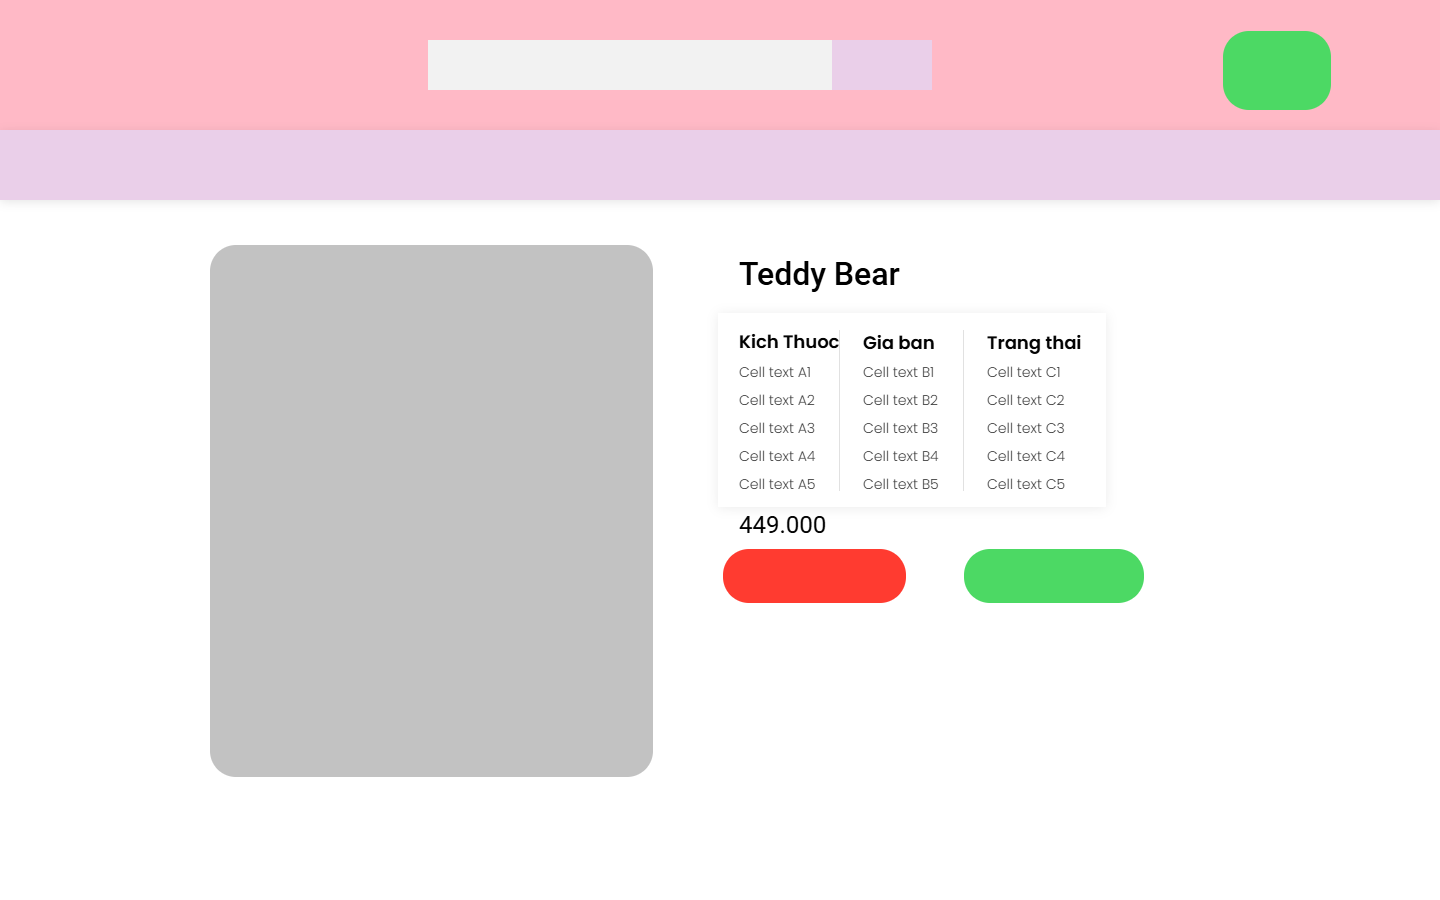 Teddy Bear
Kich Thuoc Gia ban Trang thai
Cell text A1 Cell text B1 Cell text C1
Cell text A2 Cell text B2 Cell text C2
Cell text A3 Cell text B3 Cell text C3
Cell text A4 Cell text B4 Cell text C4
Cell text A5 Cell text B5 Cell text C5
449.000